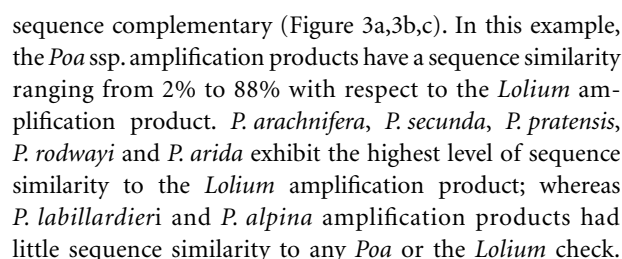 sequence complementary (Figure 3a,3b,c). In this example,
the Poa ssp. amplification products have a sequence similarity
ranging from 2% to 88% with respect to the Lolium am-
plification product. P. arachnifera, P. secunda, P. pratensis,
P. rodwayi and P. arida exhibit the highest level of sequence
similarity to the Lolium amplification product; whereas
P. labillardieri and P. alpina amplification products had
little sequence similarity to any Poa or the Lolium check.